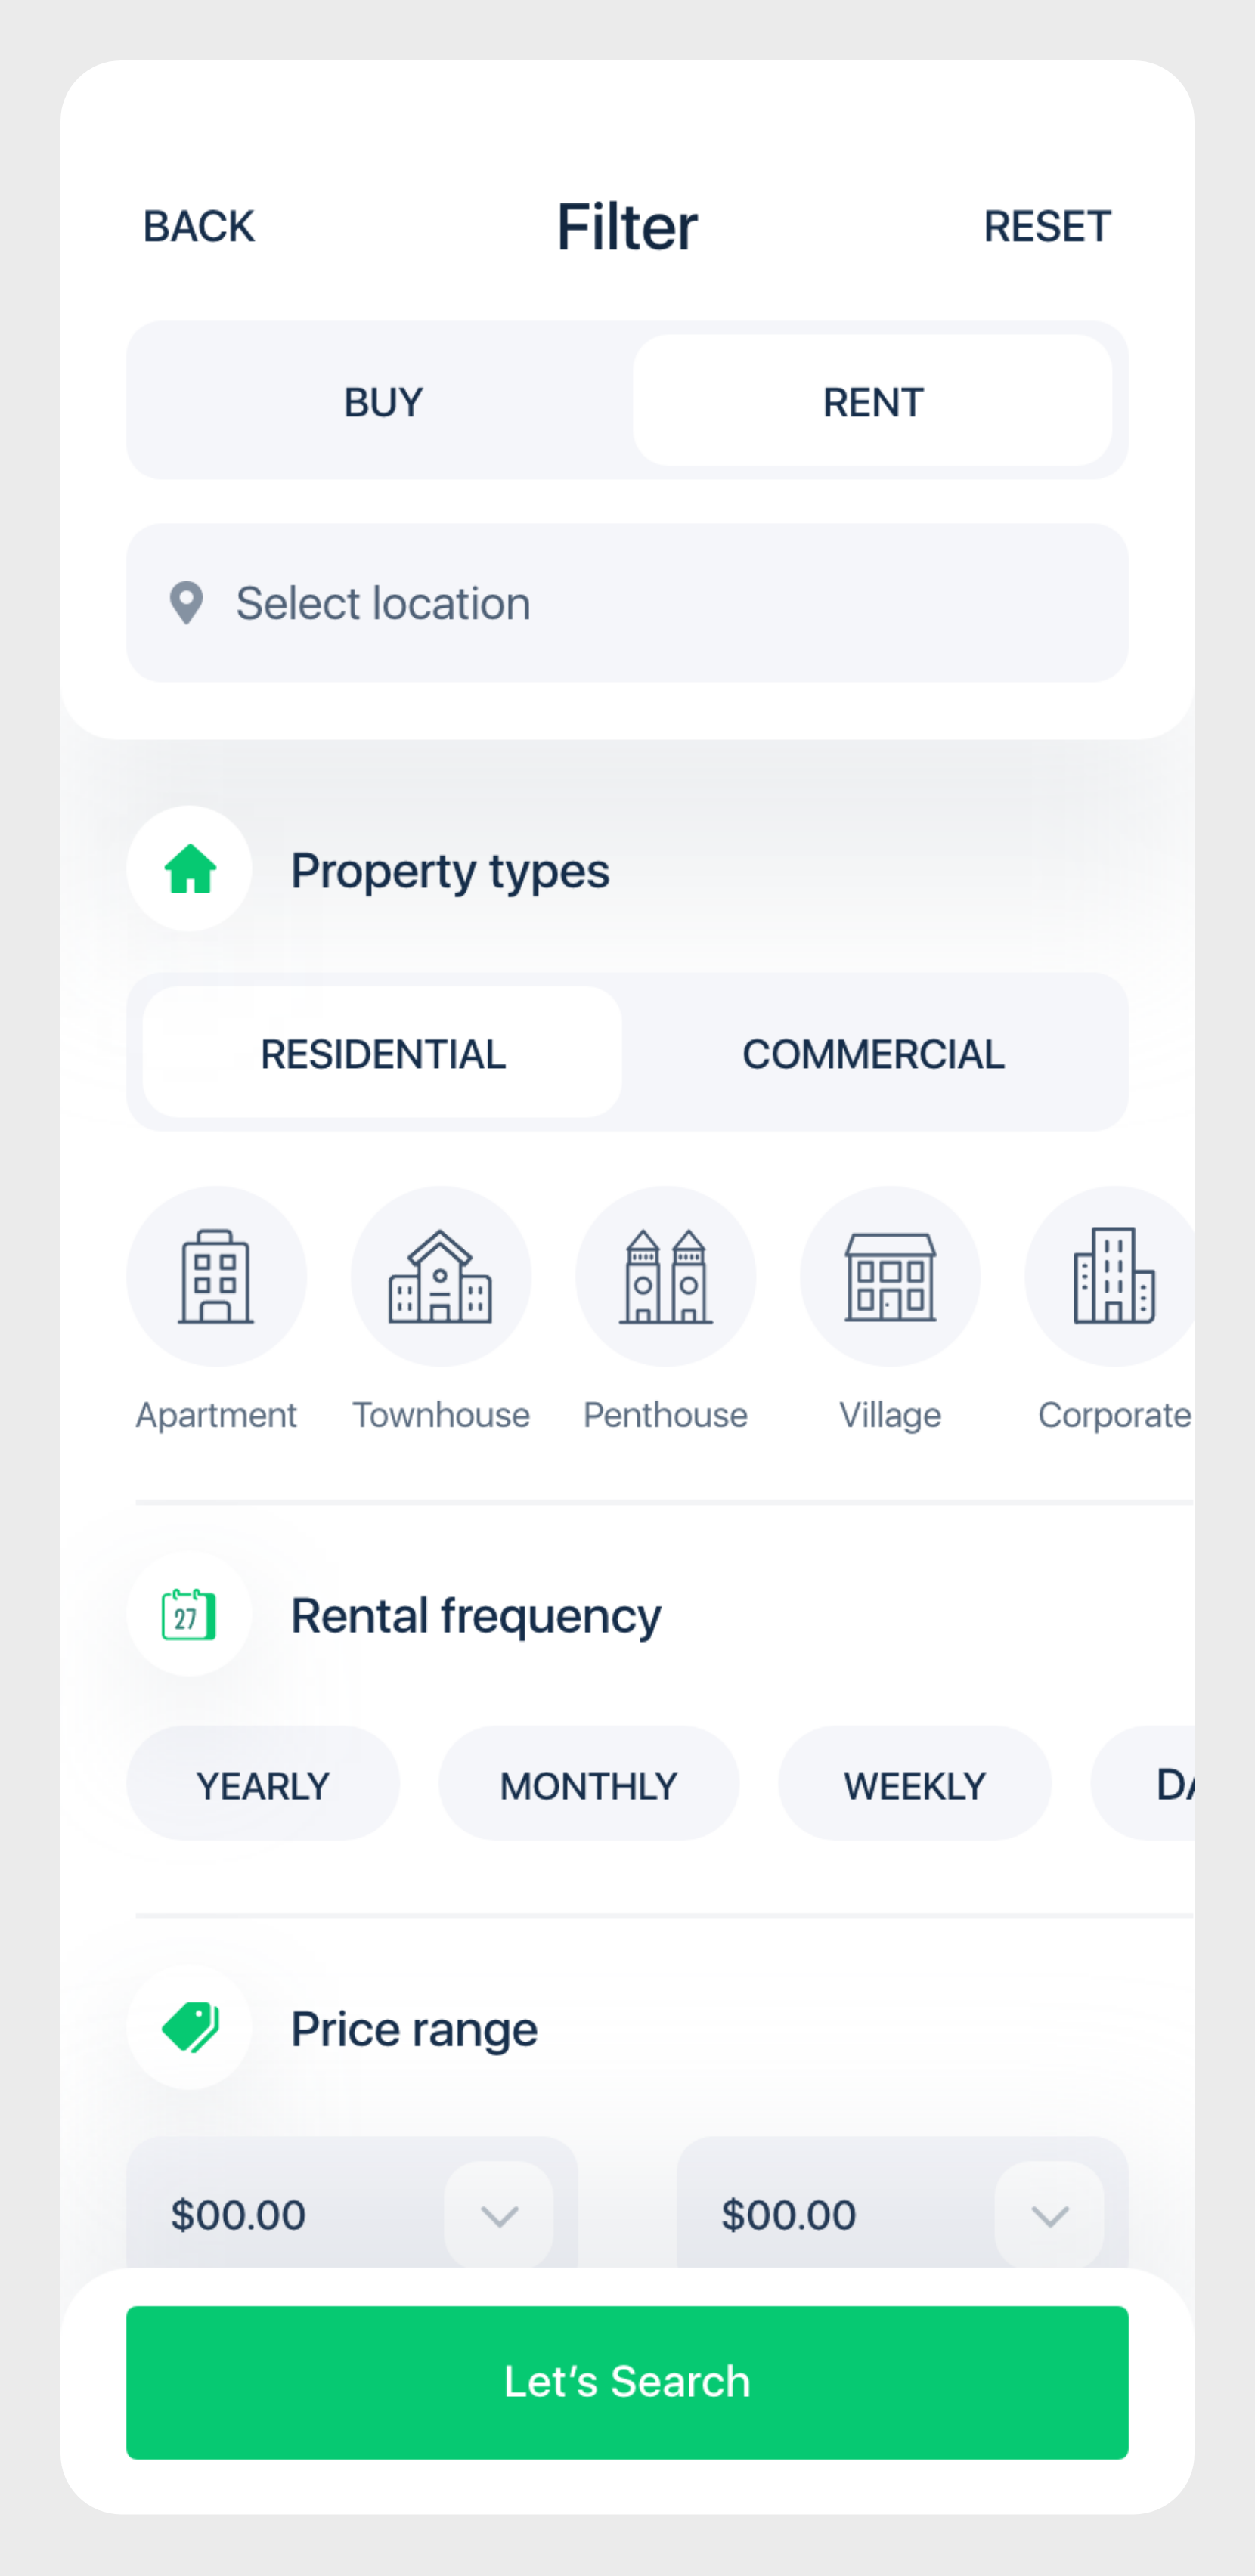 BACK Filter RESET
BUY RENT
Select location
Property types
RESIDENTIAL COMMERCIAL
Apartment Townhouse Penthouse Village Corporate
27 Rental frequency
YEARLY MONTHLY WEEKLY
Price range
$00.00 $00.00
Let's Search